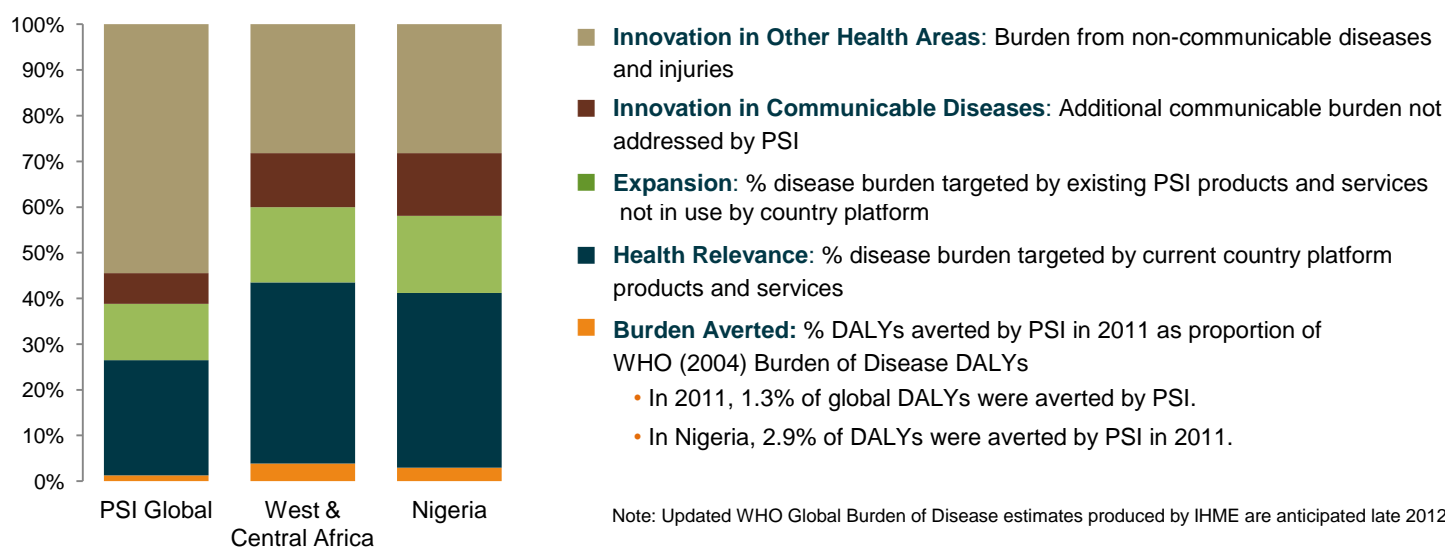 100%
90%
80%
70%
60%
50%
40%
30%
20%
10%
0%
PSI Global
West &
Central Africa
Nigeria
Innovation in Other Health Areas: Burden from non-communicable diseases
and injuries
Innovation in Communicable Diseases: Additional communicable burden not
addressed by PSI
Expansion: % disease burden targeted by existing PSI products and services
not in use by country platform
Health Relevance: % disease burden targeted by current country platform
products and services
Burden Averted: % DALYs averted by PSI in 2011 as proportion of
WHO (2004) Burden of Disease DALYs
• In 2011, 1.3% of global DALYs were averted by PSI.
• In Nigeria, 2.9% of DALYs were averted by PSI in 2011.
Note: Updated WHO Global Burden of Disease estimates produced by IHME are anticipated late 2012